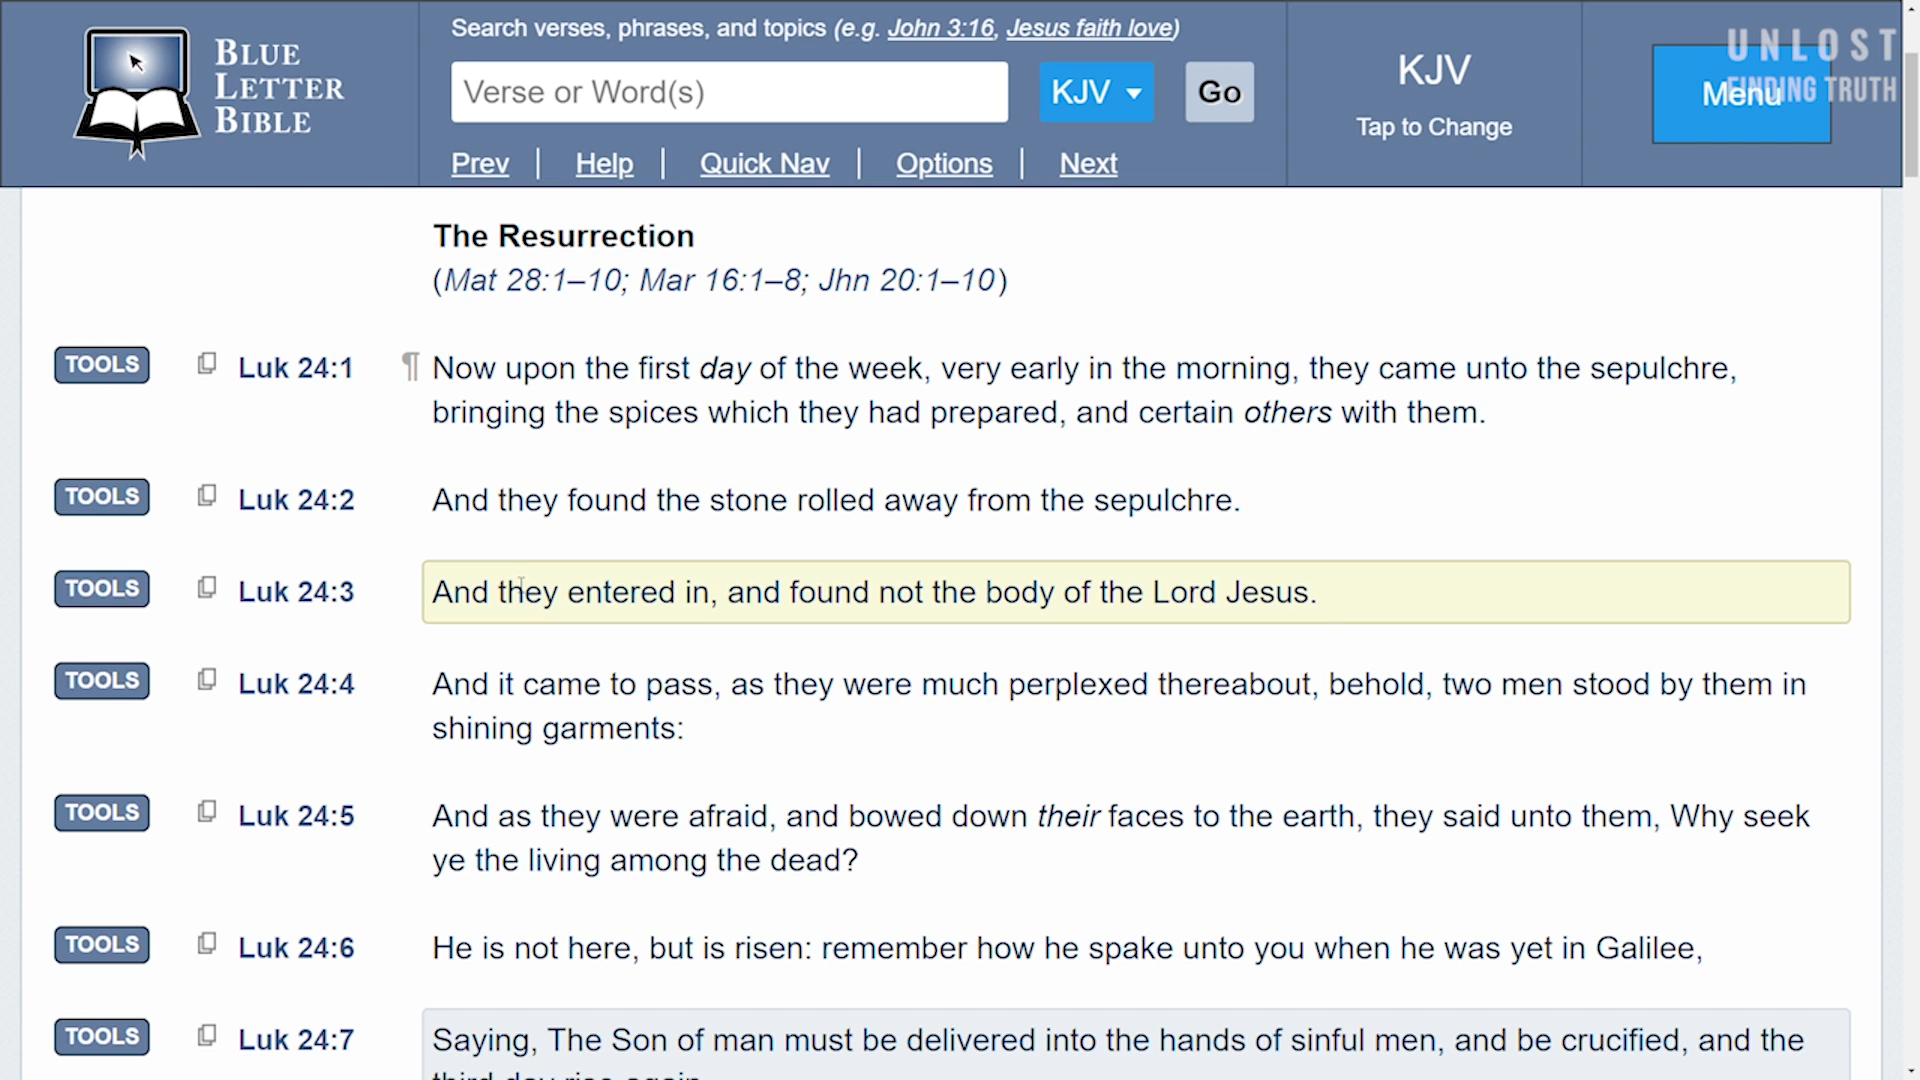 BLUE
LETTER
BIBLE
Search verses, phrases, and topics (e.g. John 3:16, Jesus faith love)
Verse or Word(s)
KJV
Go
Prev | Help | Quick Nav | Options | Next
KJV
Tap to Change
Menu
UNLOST
FINDING TRUTH
The Resurrection
(Mat 28:1–10; Mar 16:1–8; Jhn 20:1–10)
TOOLS Luk 24:1 ¶ Now upon the first day of the week, very early in the morning, they came unto the sepulchre,
bringing the spices which they had prepared, and certain others with them.
TOOLS Luk 24:2 And they found the stone rolled away from the sepulchre.
TOOLS Luk 24:3 And they entered in, and found not the body of the Lord Jesus.
TOOLS Luk 24:4 And it came to pass, as they were much perplexed thereabout, behold, two men stood by them in
shining garments:
TOOLS Luk 24:5 And as they were afraid, and bowed down their faces to the earth, they said unto them, Why seek
ye the living among the dead?
TOOLS Luk 24:6 He is not here, but is risen: remember how he spake unto you when he was yet in Galilee,
TOOLS Luk 24:7 Saying, The Son of man must be delivered into the hands of sinful men, and be crucified, and the
third day rise again